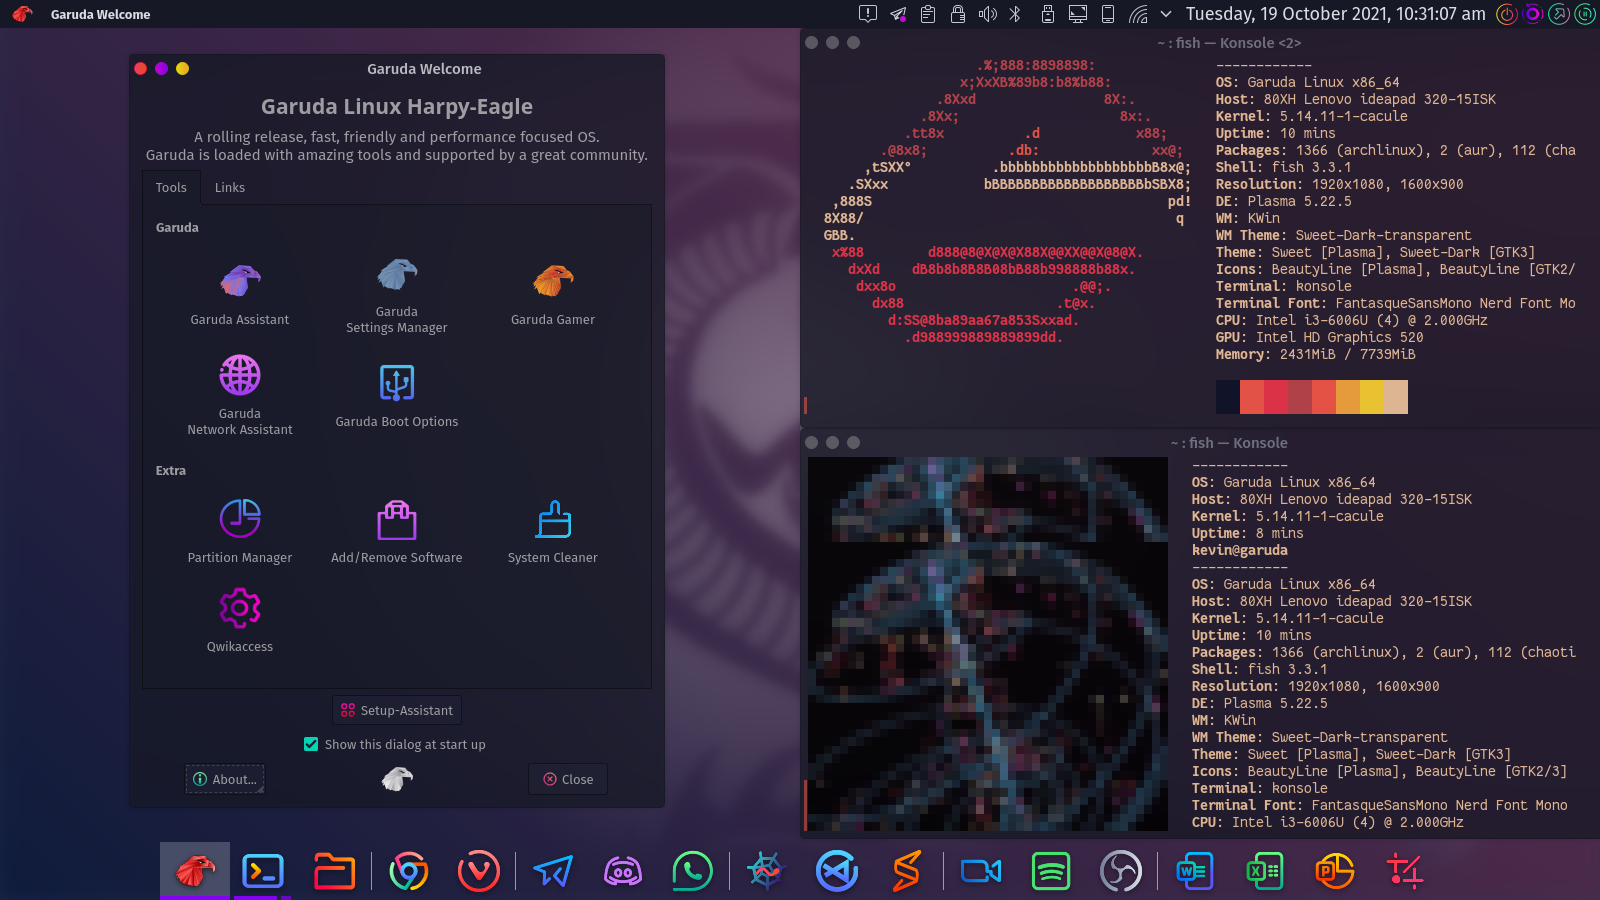 Garuda Welcome
Tuesday, 19 October 2021, 10:31:07 am
Garuda Welcome
Garuda Linux Harpy-Eagle
A rolling release, fast, friendly and performance focused OS.
Garuda is loaded with amazing tools and supported by a great community.
Tools
Links
Garuda
Garuda Assistant
Garuda
Settings Manager
Garuda Gamer
Garuda
Network Assistant
Garuda Boot Options
Extra
Partition Manager
Add/Remove Software
System Cleaner
Qwikaccess
Setup-Assistant
Show this dialog at start up
About...
Close
~ : fish — Konsole <2>
.%;888:8898898:
x;XxXB%89b8:b8%b88:
.8Xxd 8X:.
.8Xx; 8x:.
.tt8x .d x88;
.@8x8; .db: xx@;
,tSXX° .bbbbbbbbbbbbbbbbbbbB8x@;
.SXxx bBBBBBBBBBBBBBBBBBBBbSBX8;
,888S pd!
8X88/ q
GBB.
x%88 d888@8@X@X@X88X@@XX@@X@8@X.
dxXd dB8b8b8B8B08bB88b998888b88x.
dxx8o .@@;.
dx88 .t@x.
d:SS@8ba89aa67a853Sxxad.
.d988999889889899dd.
------------
OS: Garuda Linux x86_64
Host: 80XH Lenovo ideapad 320-15ISK
Kernel: 5.14.11-1-cacule
Uptime: 10 mins
Packages: 1366 (archlinux), 2 (aur), 112 (cha
Shell: fish 3.3.1
Resolution: 1920x1080, 1600x900
DE: Plasma 5.22.5
WM: KWin
WM Theme: Sweet-Dark-transparent
Theme: Sweet [Plasma], Sweet-Dark [GTK3]
Icons: BeautyLine [Plasma], BeautyLine [GTK2/
Terminal: konsole
Terminal Font: FantasqueSansMono Nerd Font Mo
CPU: Intel i3-6006U (4) @ 2.000GHz
GPU: Intel HD Graphics 520
Memory: 2431MiB / 7739MiB
~ : fish — Konsole
------------
OS: Garuda Linux x86_64
Host: 80XH Lenovo ideapad 320-15ISK
Kernel: 5.14.11-1-cacule
Uptime: 8 mins
kevin@garuda
------------
OS: Garuda Linux x86_64
Host: 80XH Lenovo ideapad 320-15ISK
Kernel: 5.14.11-1-cacule
Uptime: 10 mins
Packages: 1366 (archlinux), 2 (aur), 112 (chaoti
Shell: fish 3.3.1
Resolution: 1920x1080, 1600x900
DE: Plasma 5.22.5
WM: KWin
WM Theme: Sweet-Dark-transparent
Theme: Sweet [Plasma], Sweet-Dark [GTK3]
Icons: BeautyLine [Plasma], BeautyLine [GTK2/3]
Terminal: konsole
Terminal Font: FantasqueSansMono Nerd Font Mono
CPU: Intel i3-6006U (4) @ 2.000GHz